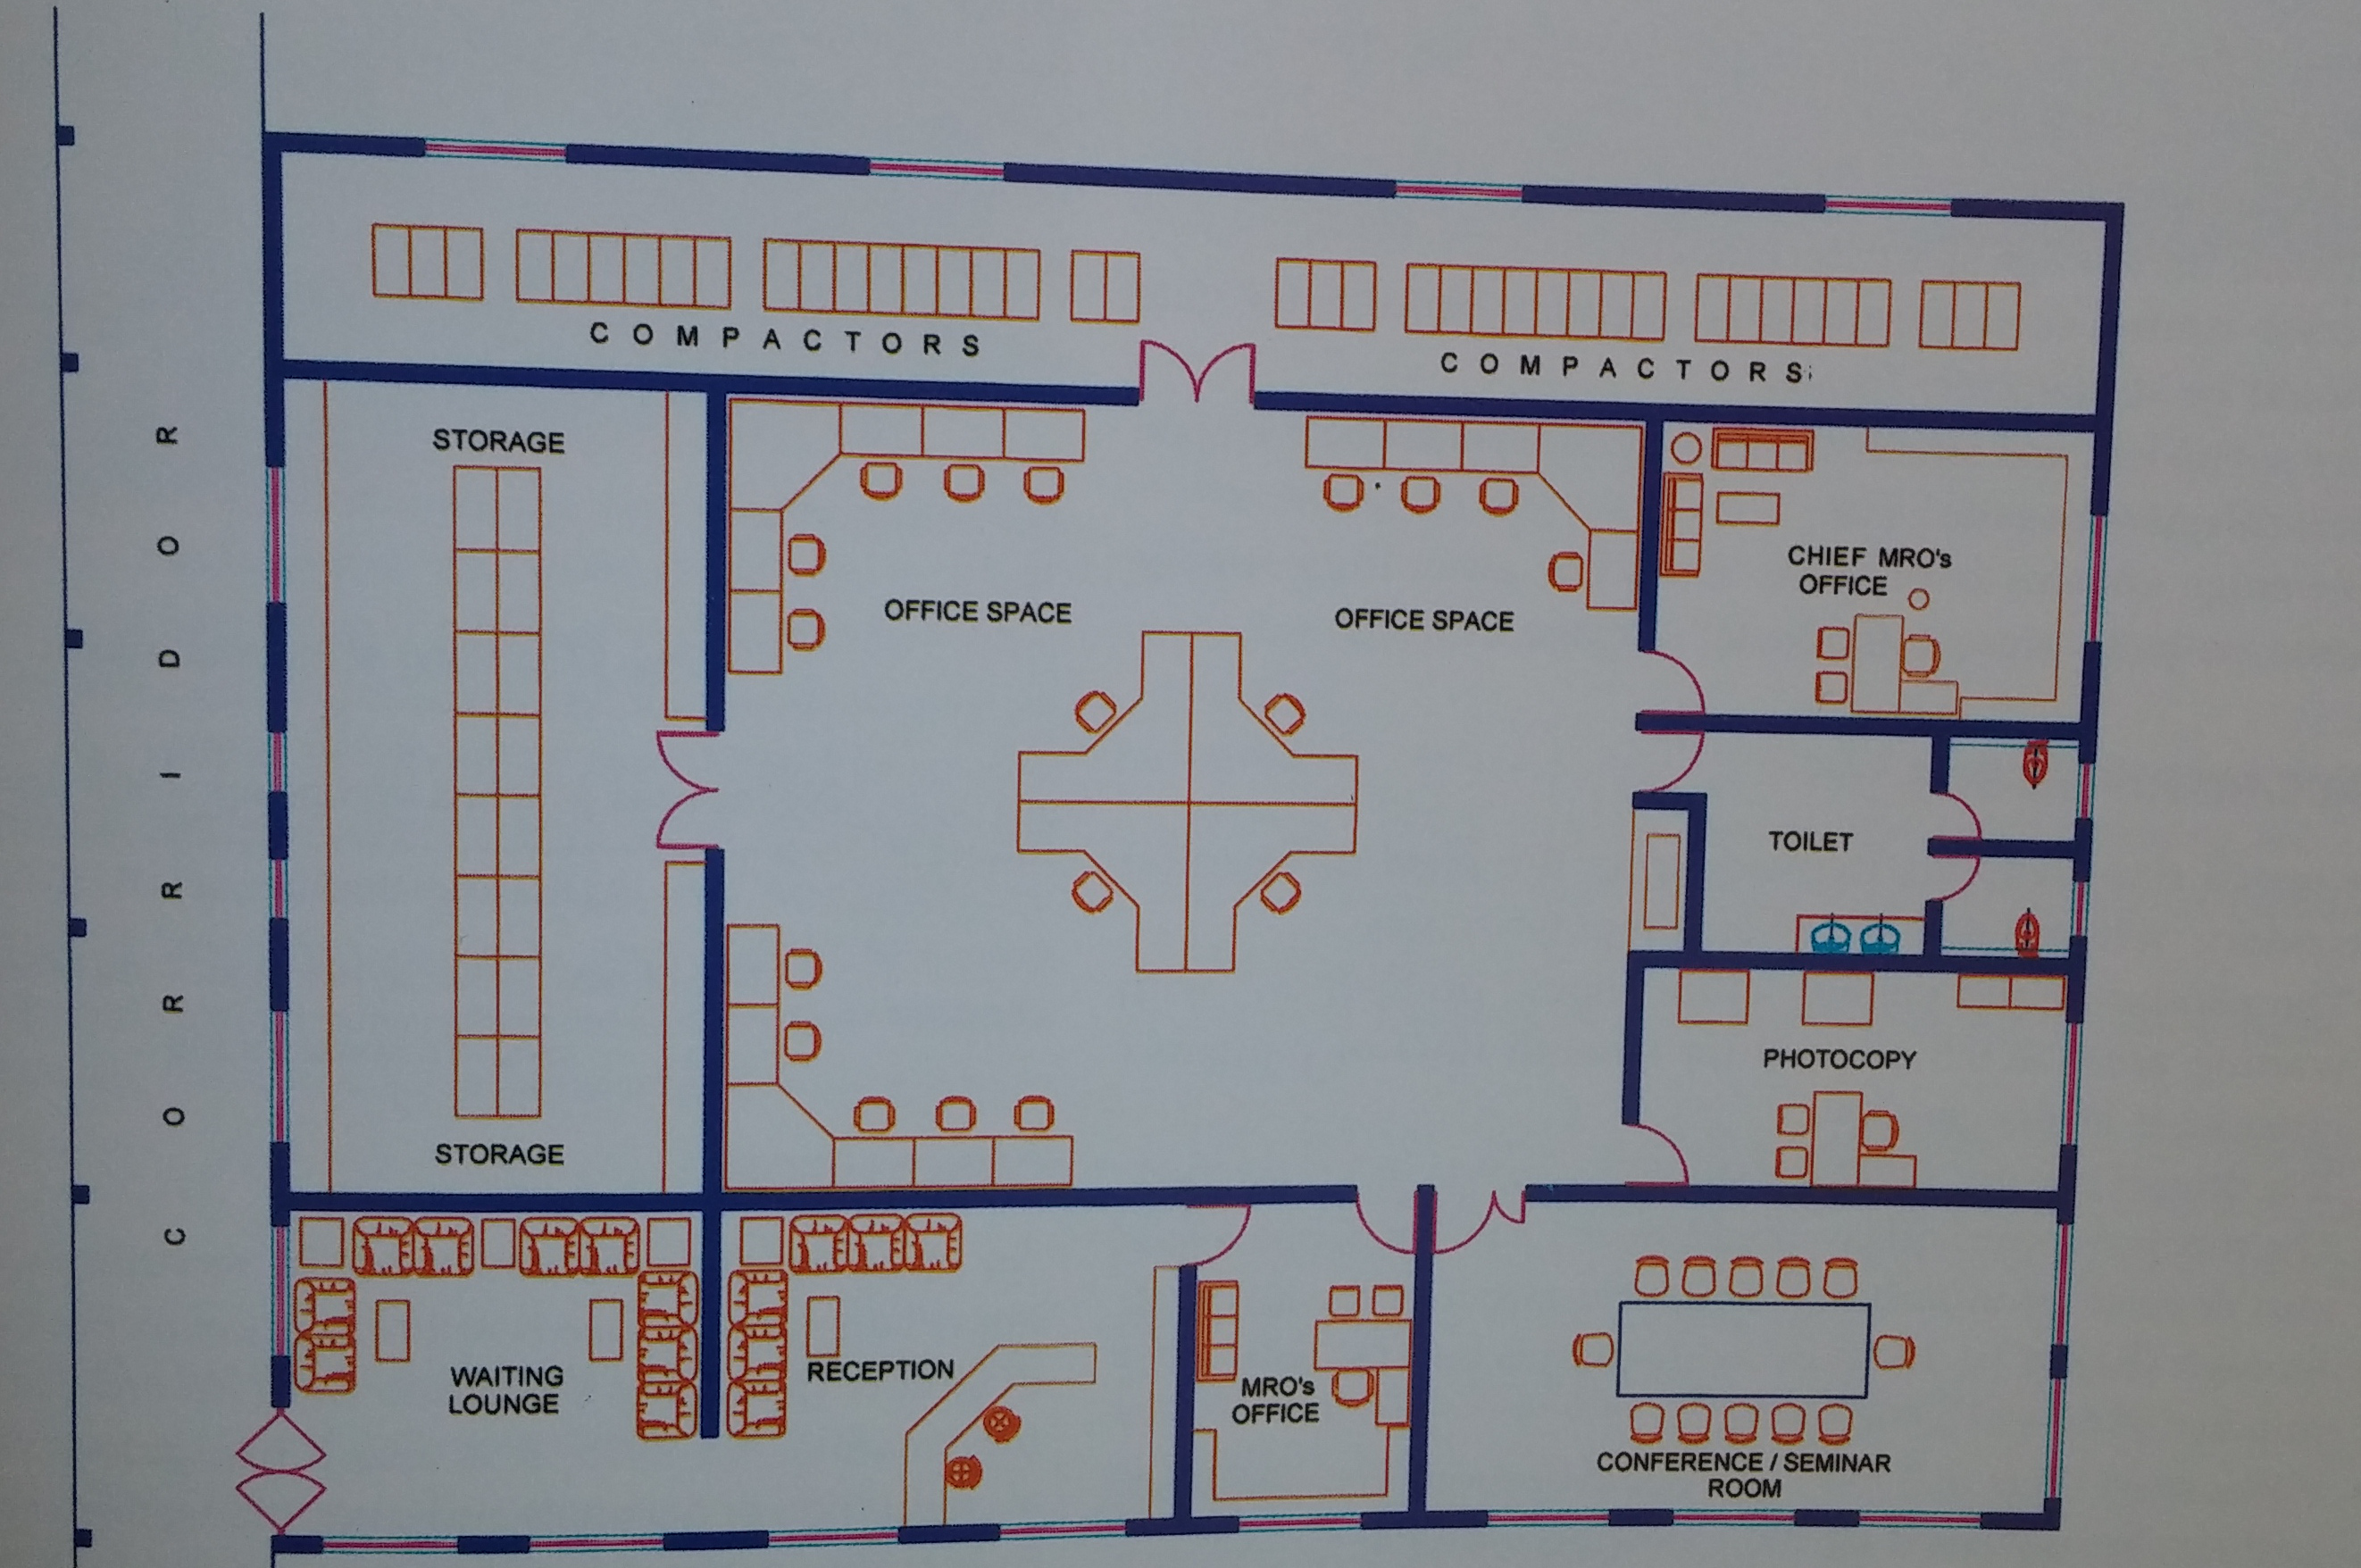 COMPACTORS
COMPACTORS
CORRIDOR
STORAGE
OFFICE SPACE
OFFICE SPACE
CHIEF MRO's
OFFICE
TOILET
PHOTOCOPY
STORAGE
WAITING
LOUNGE
RECEPTION
MRO's
OFFICE
CONFERENCE / SEMINAR
ROOM